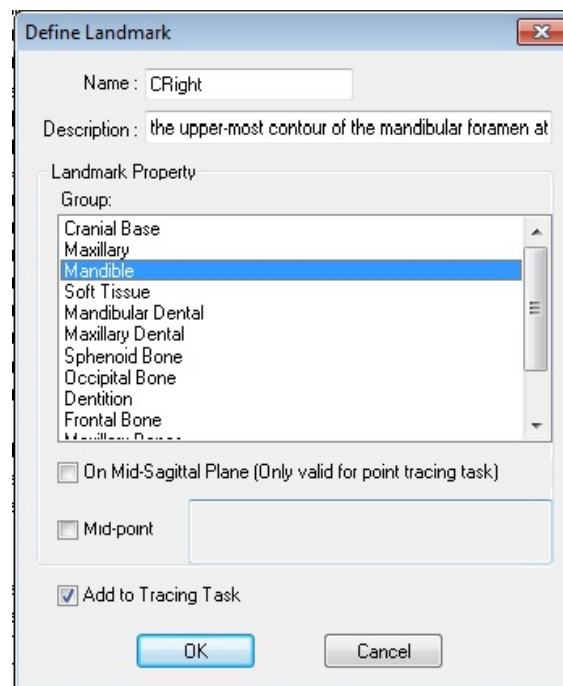 Define Landmark
Name : CRight
Description : the upper-most contour of the mandibular foramen at
Landmark Property
Group:
Cranial Base
Maxillary
Mandible
Soft Tissue
Mandibular Dental
Maxillary Dental
Sphenoid Bone
Occipital Bone
Dentition
Frontal Bone
On Mid-Sagittal Plane (Only valid for point tracing task)
Mid-point
Add to Tracing Task
OK Cancel